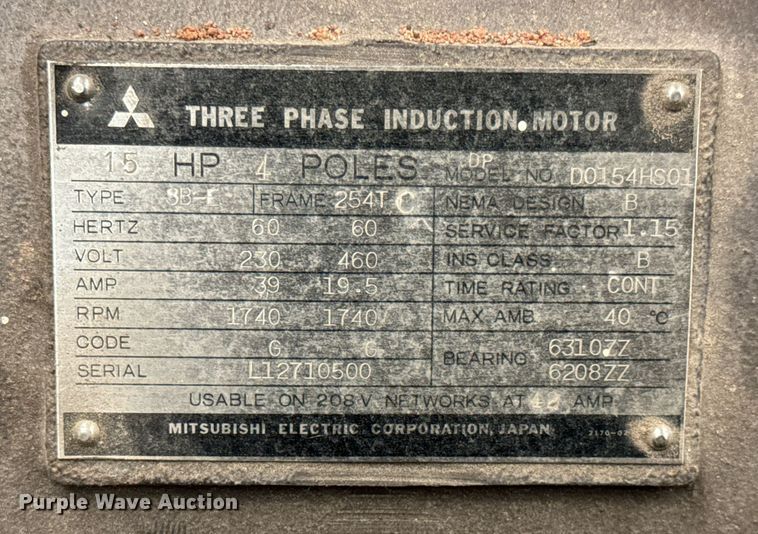 THREE PHASE INDUCTION MOTOR
15 HP 4 POLES DP MODEL NO. D0154HS01
TYPE SB-F FRAME 254T C NEMA DESIGN B
HERTZ 60 60 SERVICE FACTOR 1.15
VOLT 230 460 INS. CLASS B
AMP 39 19.5 TIME RATING CONT
RPM 1740 1740 MAX AMB. 40 °C
CODE G G BEARING 6310ZZ
SERIAL L12710500 6208ZZ
USABLE ON 208V NETWORKS AT 42 AMP
MITSUBISHI ELECTRIC CORPORATION, JAPAN
Purple Wave Auction